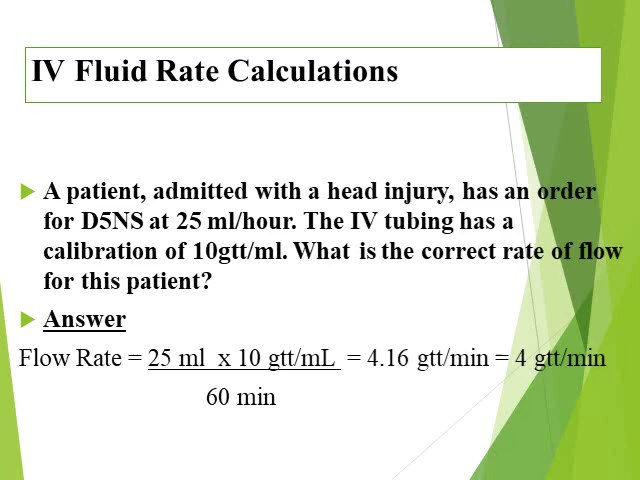 IV Fluid Rate Calculations
A patient, admitted with a head injury, has an order
for D5NS at 25 ml/hour. The IV tubing has a
calibration of 10gtt/ml. What is the correct rate of flow
for this patient?
Answer
Flow Rate = 25 ml x 10 gtt/mL = 4.16 gtt/min = 4 gtt/min
60 min